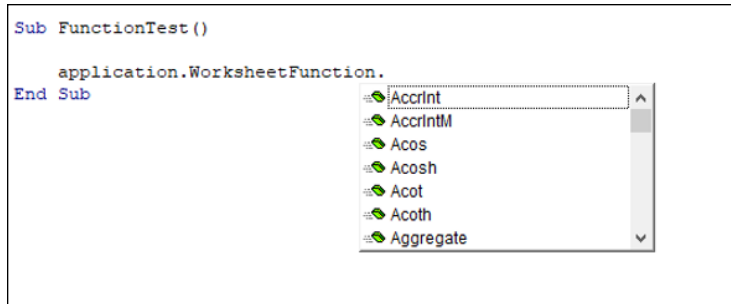 Sub FunctionTest()
application.WorksheetFunction.
End Sub
AccrInt
AccrIntM
Acos
Acosh
Acot
Acoth
Aggregate